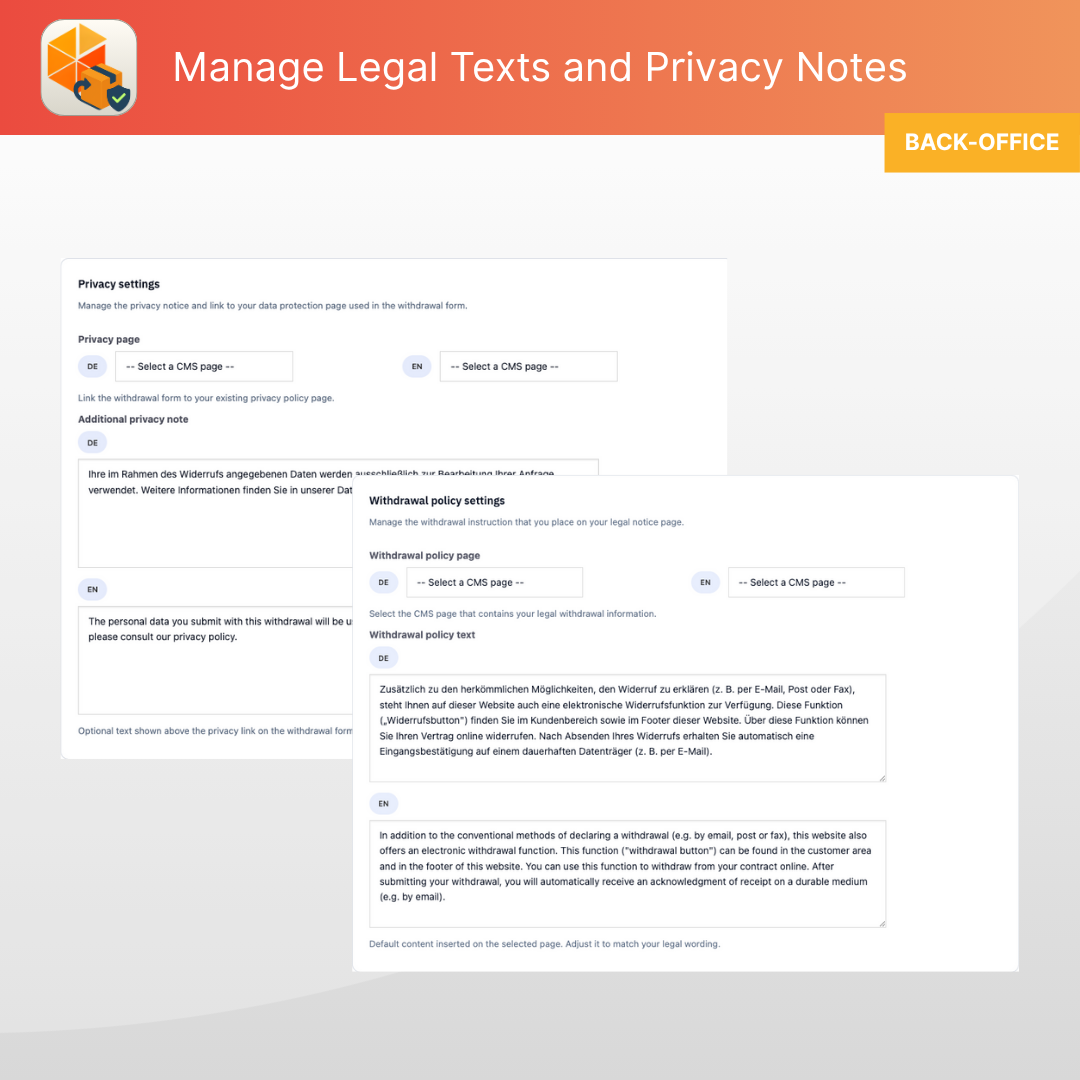 Manage Legal Texts and Privacy Notes
BACK-OFFICE
Privacy settings
Manage the privacy notice and link to your data protection page used in the withdrawal form.
Privacy page
DE
-- Select a CMS page --
EN
-- Select a CMS page --
Link the withdrawal form to your existing privacy policy page.
Additional privacy note
DE
Ihre im Rahmen des Widerrufs angegebenen Daten werden ausschließlich zur Bearbeitung Ihrer Anfrage
verwendet. Weitere Informationen finden Sie in unserer
EN
The personal data you submit with this withdrawal will be
please consult our privacy policy.
Optional text shown above the privacy link on the withdrawal form
Withdrawal policy settings
Manage the withdrawal instruction that you place on your legal notice page.
Withdrawal policy page
DE
-- Select a CMS page --
EN
-- Select a CMS page --
Select the CMS page that contains your legal withdrawal information.
Withdrawal policy text
DE
Zusätzlich zu den herkömmlichen Möglichkeiten, den Widerruf zu erklären (z. B. per E-Mail, Post oder Fax),
steht Ihnen auf dieser Website auch eine elektronische Widerrufsfunktion zur Verfügung. Diese Funktion
(„Widerrufsbutton") finden Sie im Kundenbereich sowie im Footer dieser Website. Über diese Funktion können
Sie Ihren Vertrag online widerrufen. Nach Absenden Ihres Widerrufs erhalten Sie automatisch eine
Eingangsbestätigung auf einem dauerhaften Datenträger (z. B. per E-Mail).
EN
In addition to the conventional methods of declaring a withdrawal (e.g. by email, post or fax), this website also
offers an electronic withdrawal function. This function ("withdrawal button") can be found in the customer area
and in the footer of this website. You can use this function to withdraw from your contract online. After
submitting your withdrawal, you will automatically receive an acknowledgment of receipt on a durable medium
(e.g. by email).
Default content inserted on the selected page. Adjust it to match your legal wording.